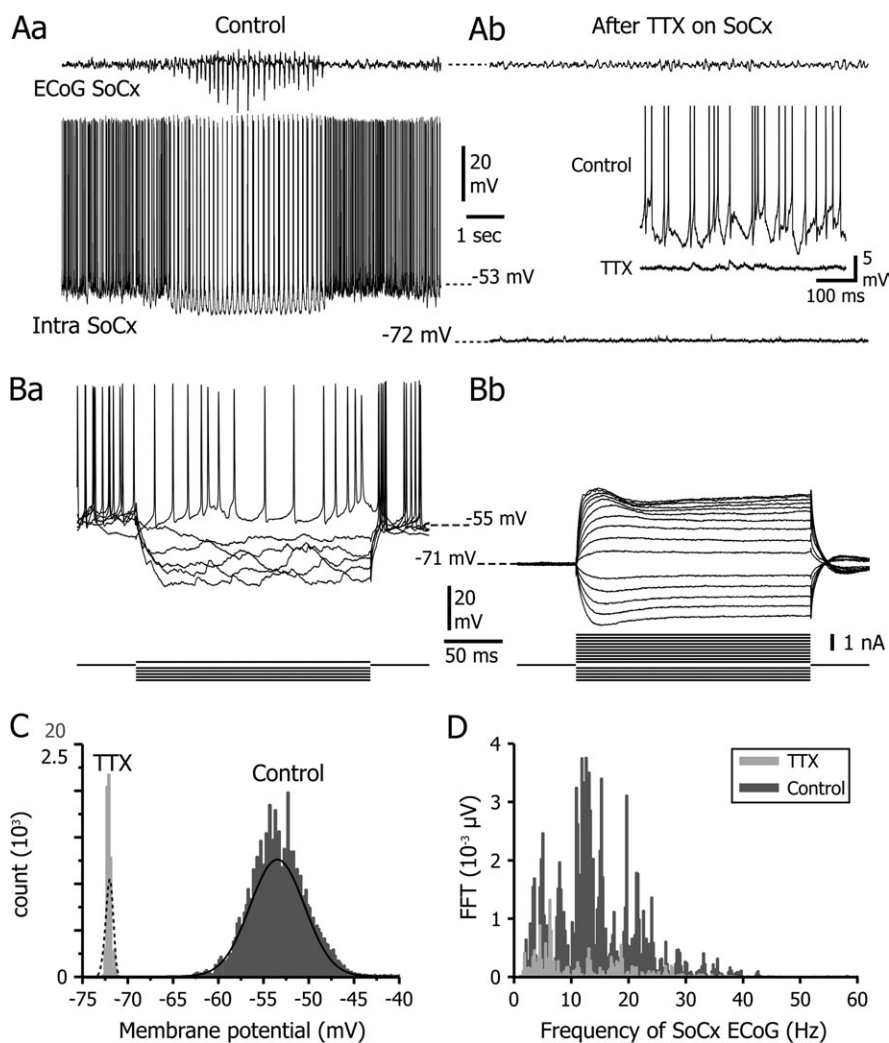 Aa
Control
ECoG SoCx
20
mV
1 sec
-53 mV
Intra SoCx
Ab
After TTX on SoCx
Control
TTX
5
mV
100 ms
-72 mV
Ba
-55 mV
-71 mV
20
mV
50 ms
Bb
1 nA
C
20
2.5
TTX
Control
count (10³)
0
-75 -70 -65 -60 -55 -50 -45 -40
Membrane potential (mV)
D
4
3
2
1
0
TTX
Control
FFT (10⁻³ µV)
0 10 20 30 40 50 60
Frequency of SoCx ECoG (Hz)